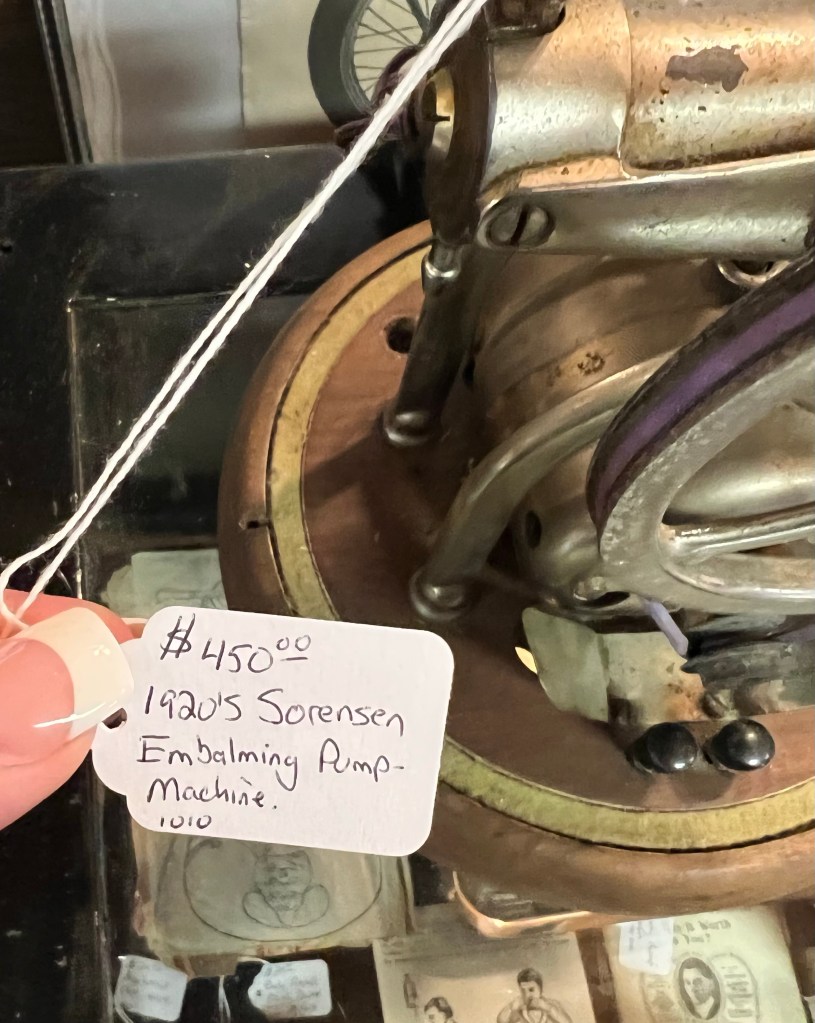 $450.00
1920's Sorensen
Embalming Pump-
Machine.
1010